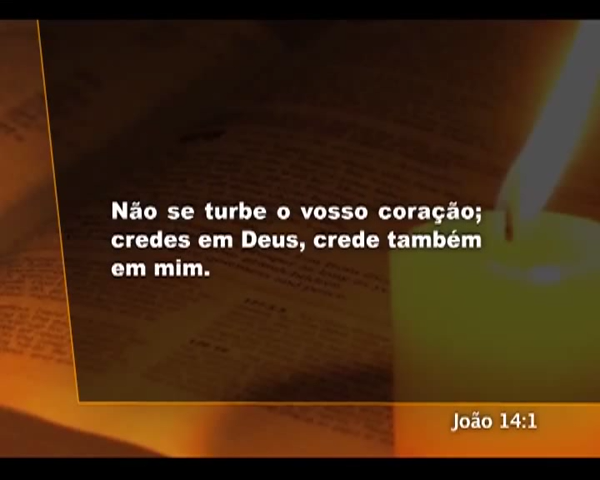 Não se turbe o vosso coração;
credes em Deus, crede também
em mim.
João 14:1